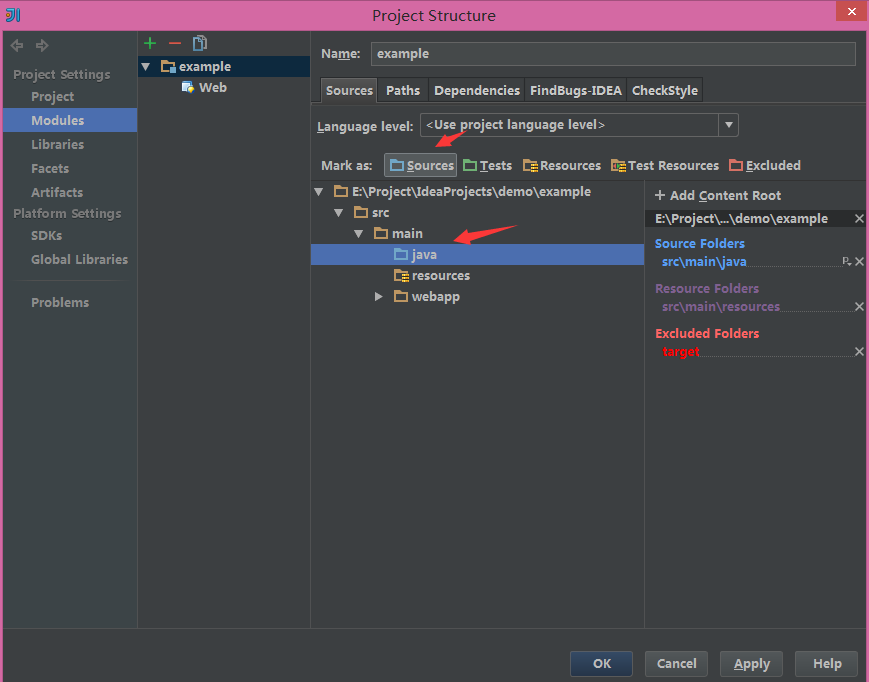 Project Structure
Project Settings
Project
Modules
Libraries
Facets
Artifacts
Platform Settings
SDKs
Global Libraries
Problems
example
Web
Name: example
Sources Paths Dependencies FindBugs-IDEA CheckStyle
Language level: <Use project language level>
Mark as: Sources Tests Resources Test Resources Excluded
E:\Project\IdeaProjects\demo\example
src
main
java
resources
webapp
+ Add Content Root
E:\Project\...\demo\example
Source Folders
src\main\java
Resource Folders
src\main\resources
Excluded Folders
target
OK Cancel Apply Help